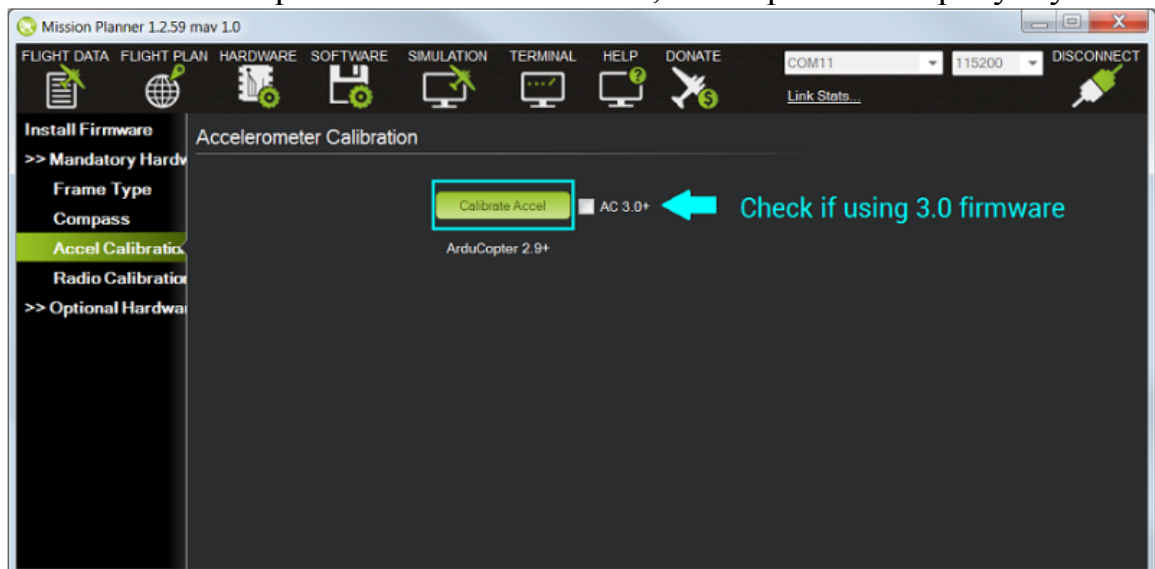 Mission Planner 1.2.59 mav 1.0
FLIGHT DATA FLIGHT PLAN HARDWARE SOFTWARE SIMULATION TERMINAL HELP DONATE COM11 115200 DISCONNECT
Link Stats...
Install Firmware
Accelerometer Calibration
>> Mandatory Hardw
Frame Type
Calibrate Accel AC 3.0+ Check if using 3.0 firmware
Compass
Accel Calibratio
ArduCopter 2.9+
Radio Calibration
>> Optional Hardwa